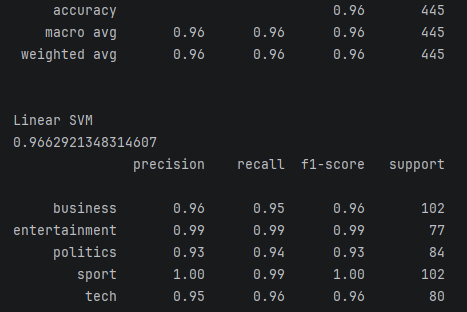 accuracy 0.96 445
macro avg 0.96 0.96 0.96 445
weighted avg 0.96 0.96 0.96 445
Linear SVM
0.9662921348314607
precision recall f1-score support
business 0.96 0.95 0.96 102
entertainment 0.99 0.99 0.99 77
politics 0.93 0.94 0.93 84
sport 1.00 0.99 1.00 102
tech 0.95 0.96 0.96 80